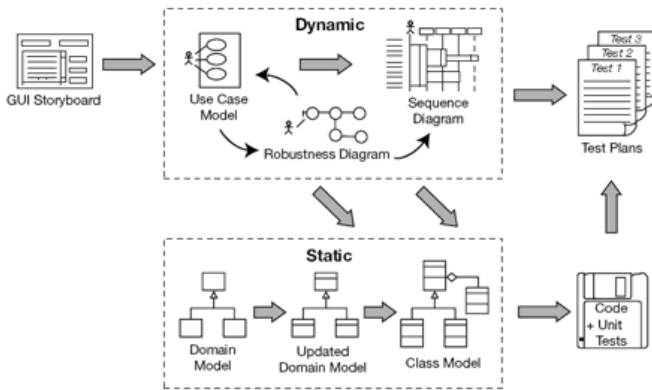 Dynamic
GUI Storyboard
Use Case
Model
Robustness Diagram
Sequence
Diagram
Test 3
Test 2
Test 1
Test Plans
Static
Domain
Model
Updated
Domain Model
Class Model
Code
+ Unit
Tests